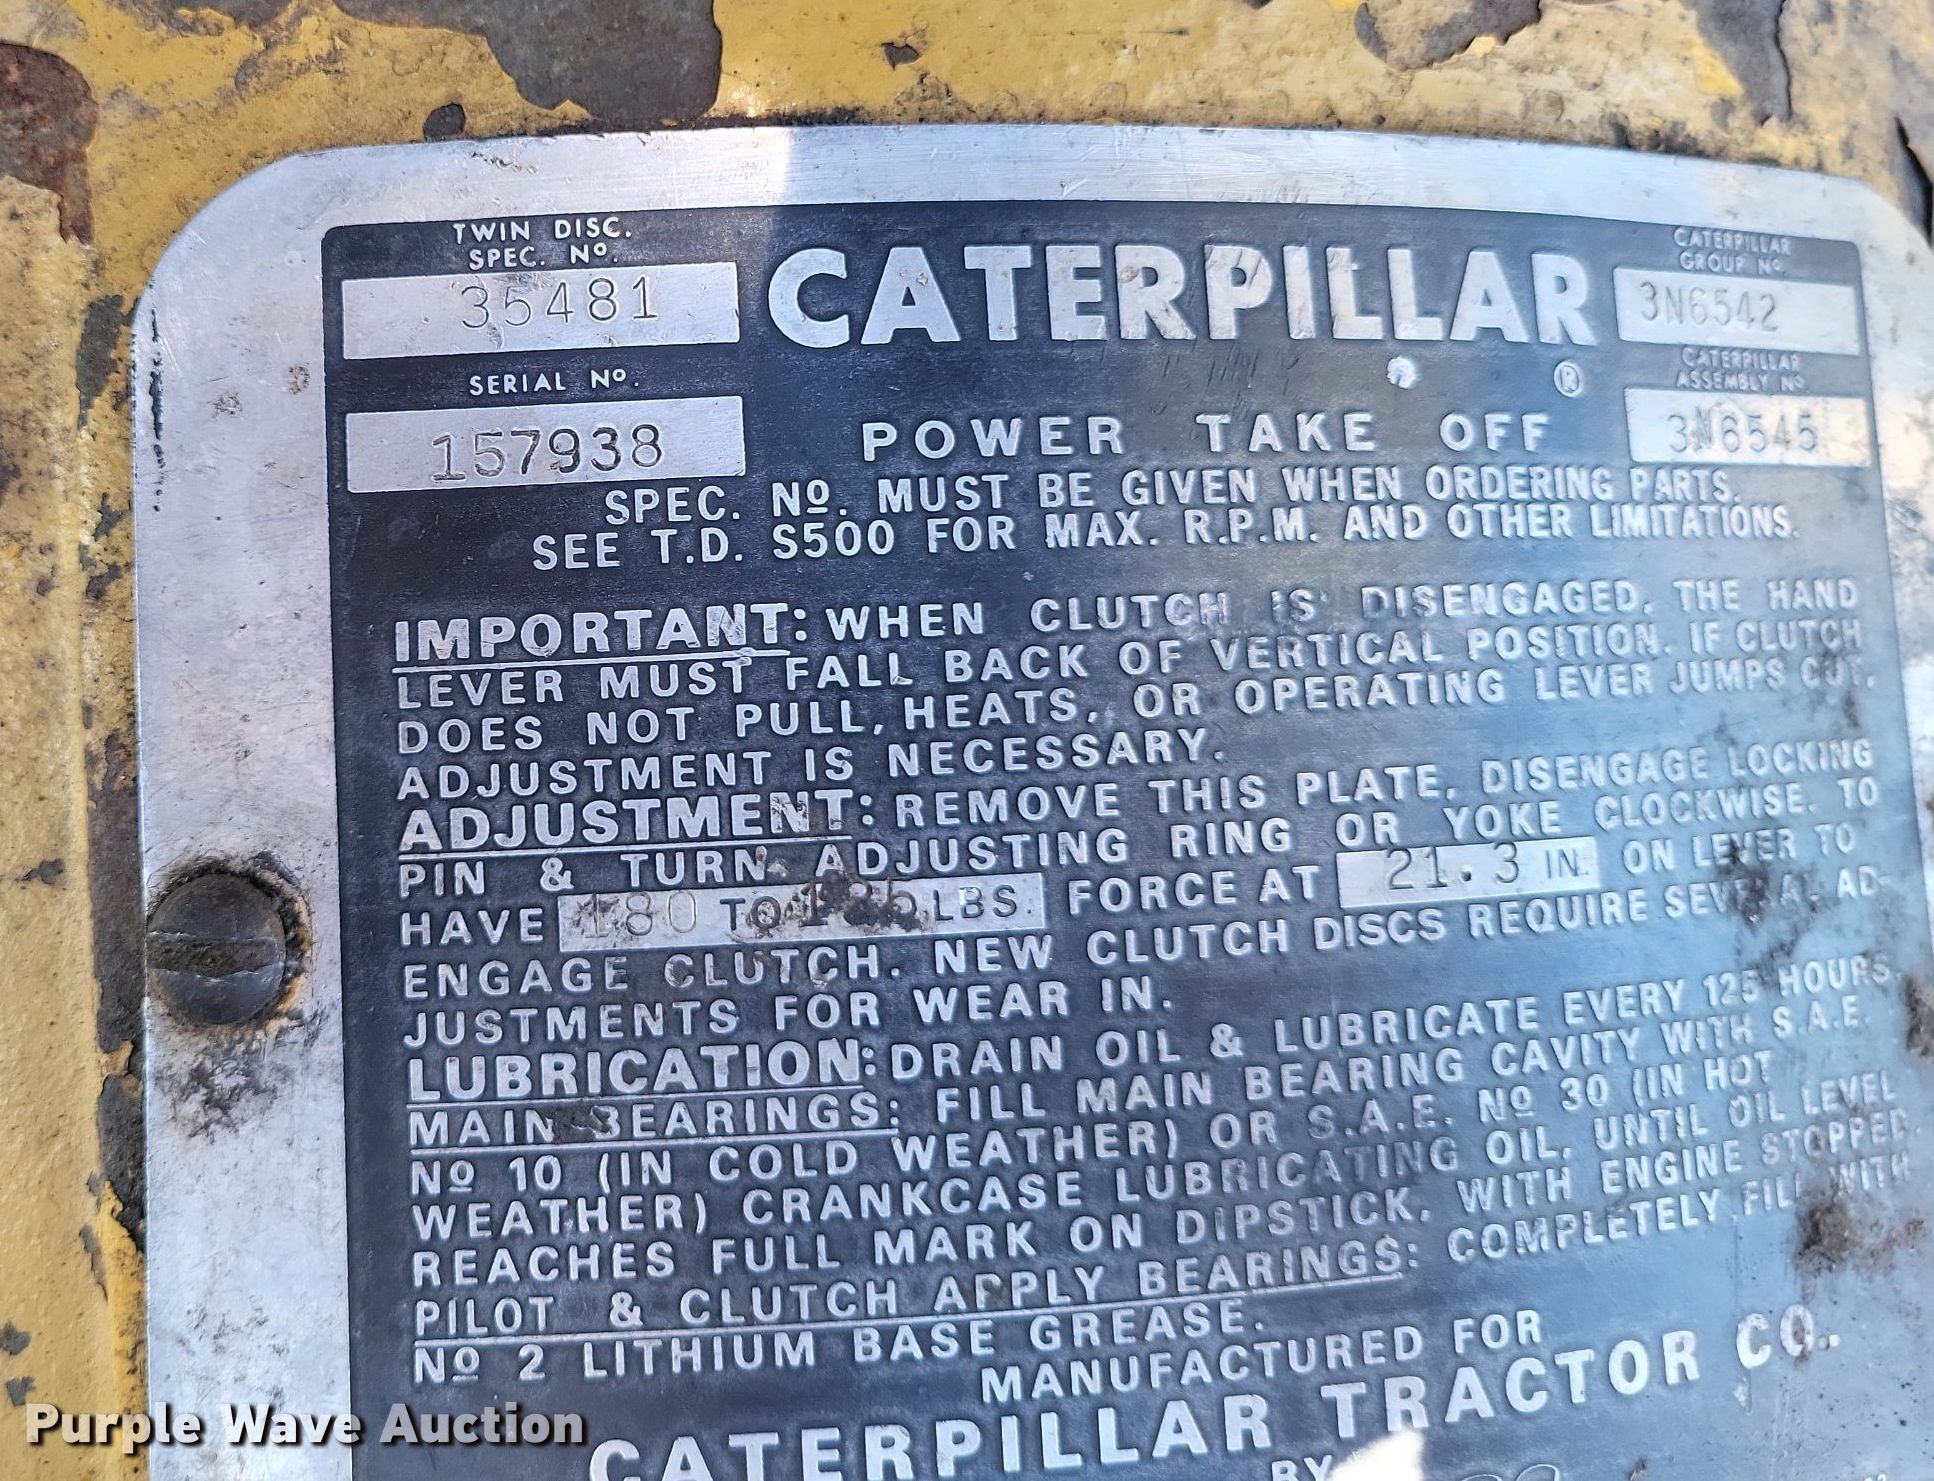 TWIN DISC.
SPEC. Nº.
35481
SERIAL Nº.
157938
CATERPILLAR
®
CATERPILLAR
GROUP Nº
3N6542
CATERPILLAR
ASSEMBLY Nº
3N6545
POWER TAKE OFF
SPEC. Nº. MUST BE GIVEN WHEN ORDERING PARTS.
SEE T.D. S500 FOR MAX. R.P.M. AND OTHER LIMITATIONS.
IMPORTANT: WHEN CLUTCH IS DISENGAGED, THE HAND
LEVER MUST FALL BACK OF VERTICAL POSITION. IF CLUTCH
DOES NOT PULL, HEATS, OR OPERATING LEVER JUMPS OUT,
ADJUSTMENT IS NECESSARY.
ADJUSTMENT: REMOVE THIS PLATE, DISENGAGE LOCKING
PIN & TURN ADJUSTING RING OR YOKE CLOCKWISE, TO
HAVE 180 TO LBS. FORCE AT 21.3 IN. ON LEVER TO
ENGAGE CLUTCH. NEW CLUTCH DISCS REQUIRE SEVERAL AD-
JUSTMENTS FOR WEAR IN.
LUBRICATION: DRAIN OIL & LUBRICATE EVERY 125 HOURS.
MAIN BEARINGS: FILL MAIN BEARING CAVITY WITH S.A.E.
Nº 10 (IN COLD WEATHER) OR S.A.E. Nº 30 (IN HOT
WEATHER) CRANKCASE LUBRICATING OIL, UNTIL OIL LEVEL
REACHES FULL MARK ON DIPSTICK, WITH ENGINE STOPPED.
PILOT & CLUTCH APPLY BEARINGS: COMPLETELY FILL WITH
Nº 2 LITHIUM BASE GREASE.
MANUFACTURED FOR
CATERPILLAR TRACTOR CO.
BY
Purple Wave Auction